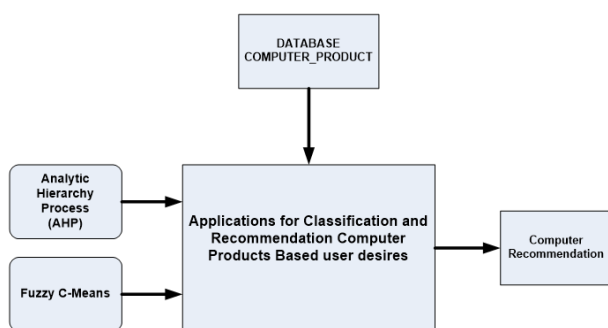 DATABASE
COMPUTER_PRODUCT
Analytic
Hierarchy
Process
(AHP)
Applications for Classification and
Recommendation Computer
Products Based user desires
Computer
Recommendation
Fuzzy C-Means